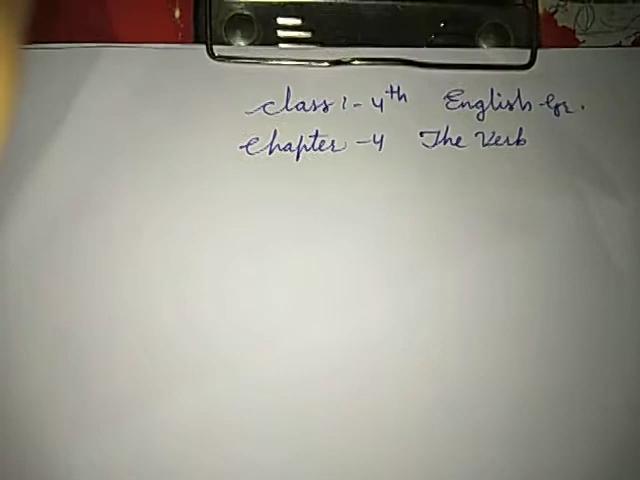 Class :- 4th English Gr.
Chapter - 4 The Verb